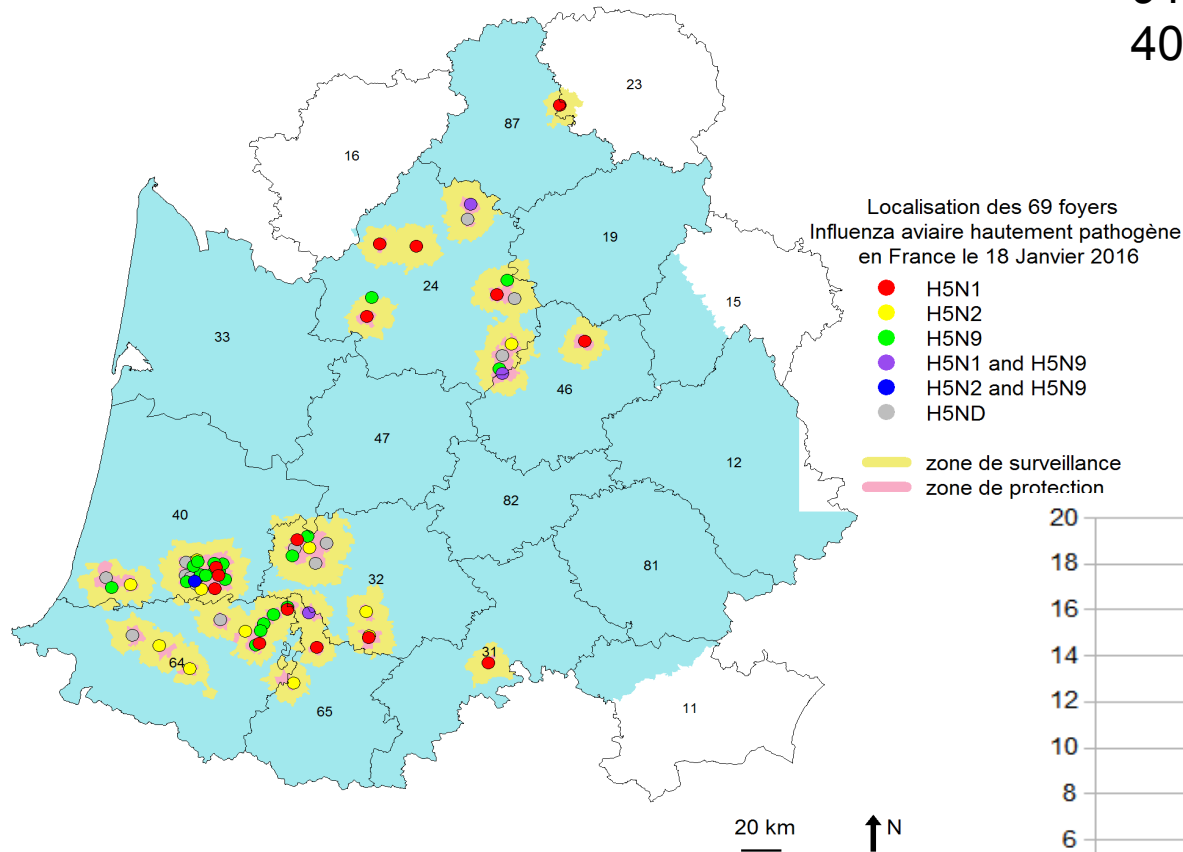 40
23
87
16
19
Localisation des 69 foyers
Influenza aviaire hautement pathogène
en France le 18 Janvier 2016
24
15
H5N1
H5N2
33
H5N9
H5N1 and H5N9
46
H5N2 and H5N9
H5ND
47
12
zone de surveillance
82
zone de protection
40
20
18
81
32
16
31
14
64
65
11
12
10
8
20 km
N
6